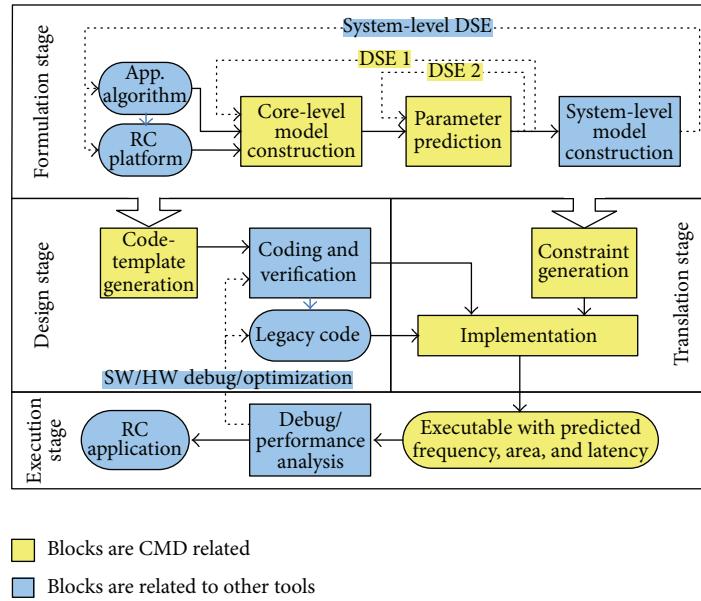 Formulation stage
System-level DSE
DSE 1
DSE 2
App.
algorithm
RC
platform
Core-level
model
construction
Parameter
prediction
System-level
model
construction
Design stage
Code-
template
generation
Coding and
verification
Legacy code
SW/HW debug/optimization
Constraint
generation
Implementation
Translation stage
Execution
stage
RC
application
Debug/
performance
analysis
Executable with predicted
frequency, area, and latency
Blocks are CMD related
Blocks are related to other tools